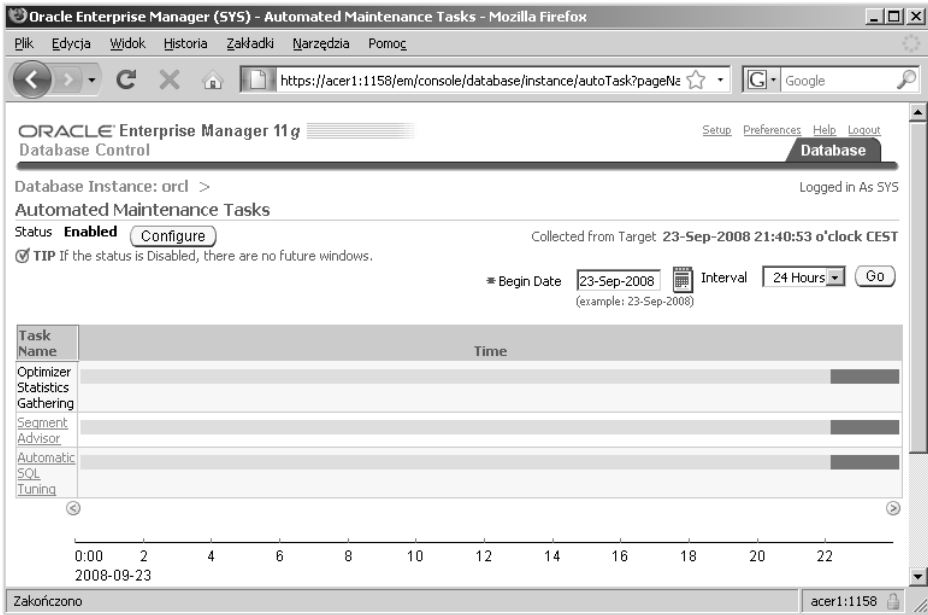 Oracle Enterprise Manager (SYS) - Automated Maintenance Tasks - Mozilla Firefox
Plik Edycja Widok Historia Zakładki Narzędzia Pomoc
https://acer1:1158/em/console/database/instance/autoTask?pageNa
G Google
ORACLE Enterprise Manager 11g
Database Control
Setup Preferences Help Logout
Database
Database Instance: orcl >
Logged in As SYS
Automated Maintenance Tasks
Status Enabled Configure
Collected from Target 23-Sep-2008 21:40:53 o'clock CEST
TIP If the status is Disabled, there are no future windows.
* Begin Date 23-Sep-2008 Interval 24 Hours Go
(example: 23-Sep-2008)
Task Name Time
Optimizer
Statistics
Gathering
Segment
Advisor
Automatic
SQL
Tuning
0:00 2 4 6 8 10 12 14 16 18 20 22
2008-09-23
Zakończono
acer1:1158